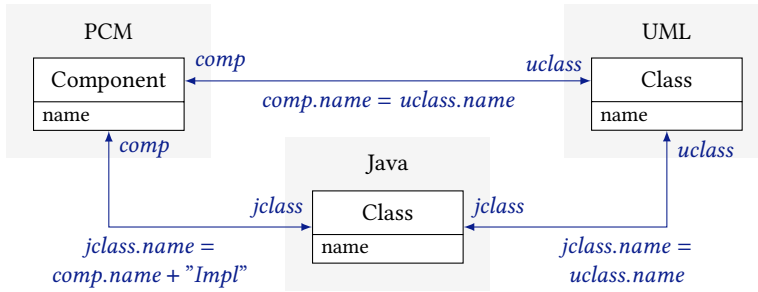 PCM
UML
comp
uclass
Component
Class
comp.name = uclass.name
name
name
comp
uclass
Java
jclass
jclass
Class
name
jclass.name =
comp.name + ”Impl”
jclass.name =
uclass.name